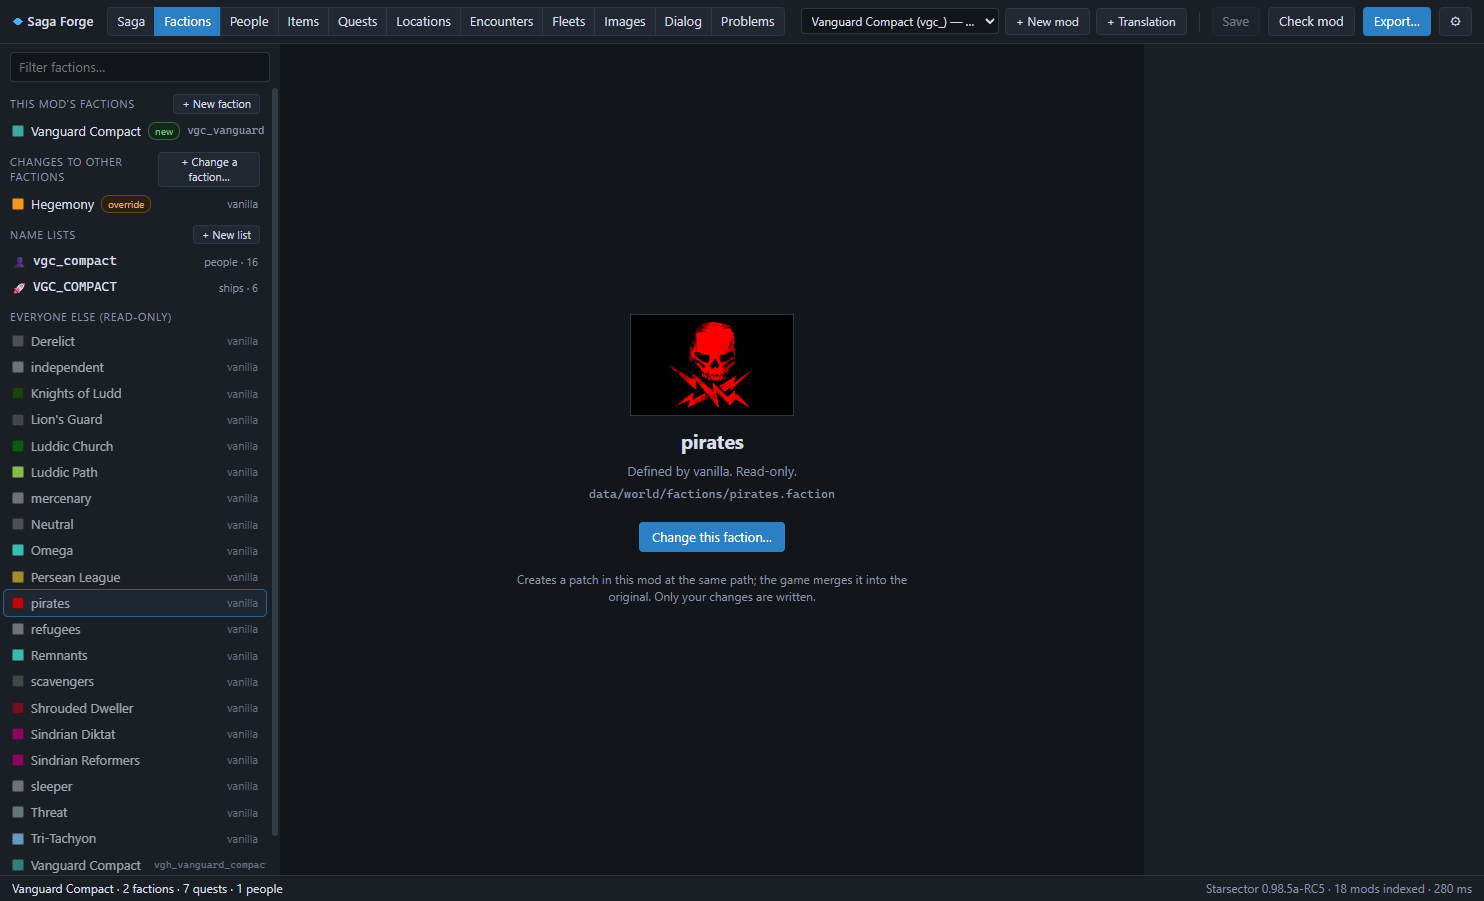 Saga Forge
Saga
Factions
People
Items
Quests
Locations
Encounters
Fleets
Images
Dialog
Problems
Vanguard Compact (vgc_) — ...
+ New mod
+ Translation
Save
Check mod
Export...
Filter factions...
THIS MOD'S FACTIONS
+ New faction
Vanguard Compact new vgc_vanguard
CHANGES TO OTHER
FACTIONS
+ Change a
faction...
Hegemony override vanilla
NAME LISTS
+ New list
vgc_compact people · 16
VGC_COMPACT ships · 6
EVERYONE ELSE (READ-ONLY)
Derelict vanilla
independent vanilla
Knights of Ludd vanilla
Lion's Guard vanilla
Luddic Church vanilla
Luddic Path vanilla
mercenary vanilla
Neutral vanilla
Omega vanilla
Persean League vanilla
pirates vanilla
refugees vanilla
Remnants vanilla
scavengers vanilla
Shrouded Dweller vanilla
Sindrian Diktat vanilla
Sindrian Reformers vanilla
sleeper vanilla
Threat vanilla
Tri-Tachyon vanilla
Vanguard Compact vgh_vanguard_compac
pirates
Defined by vanilla. Read-only.
data/world/factions/pirates.faction
Change this faction...
Creates a patch in this mod at the same path; the game merges it into the
original. Only your changes are written.
Vanguard Compact · 2 factions · 7 quests · 1 people
Starsector 0.98.5a-RC5 · 18 mods indexed · 280 ms